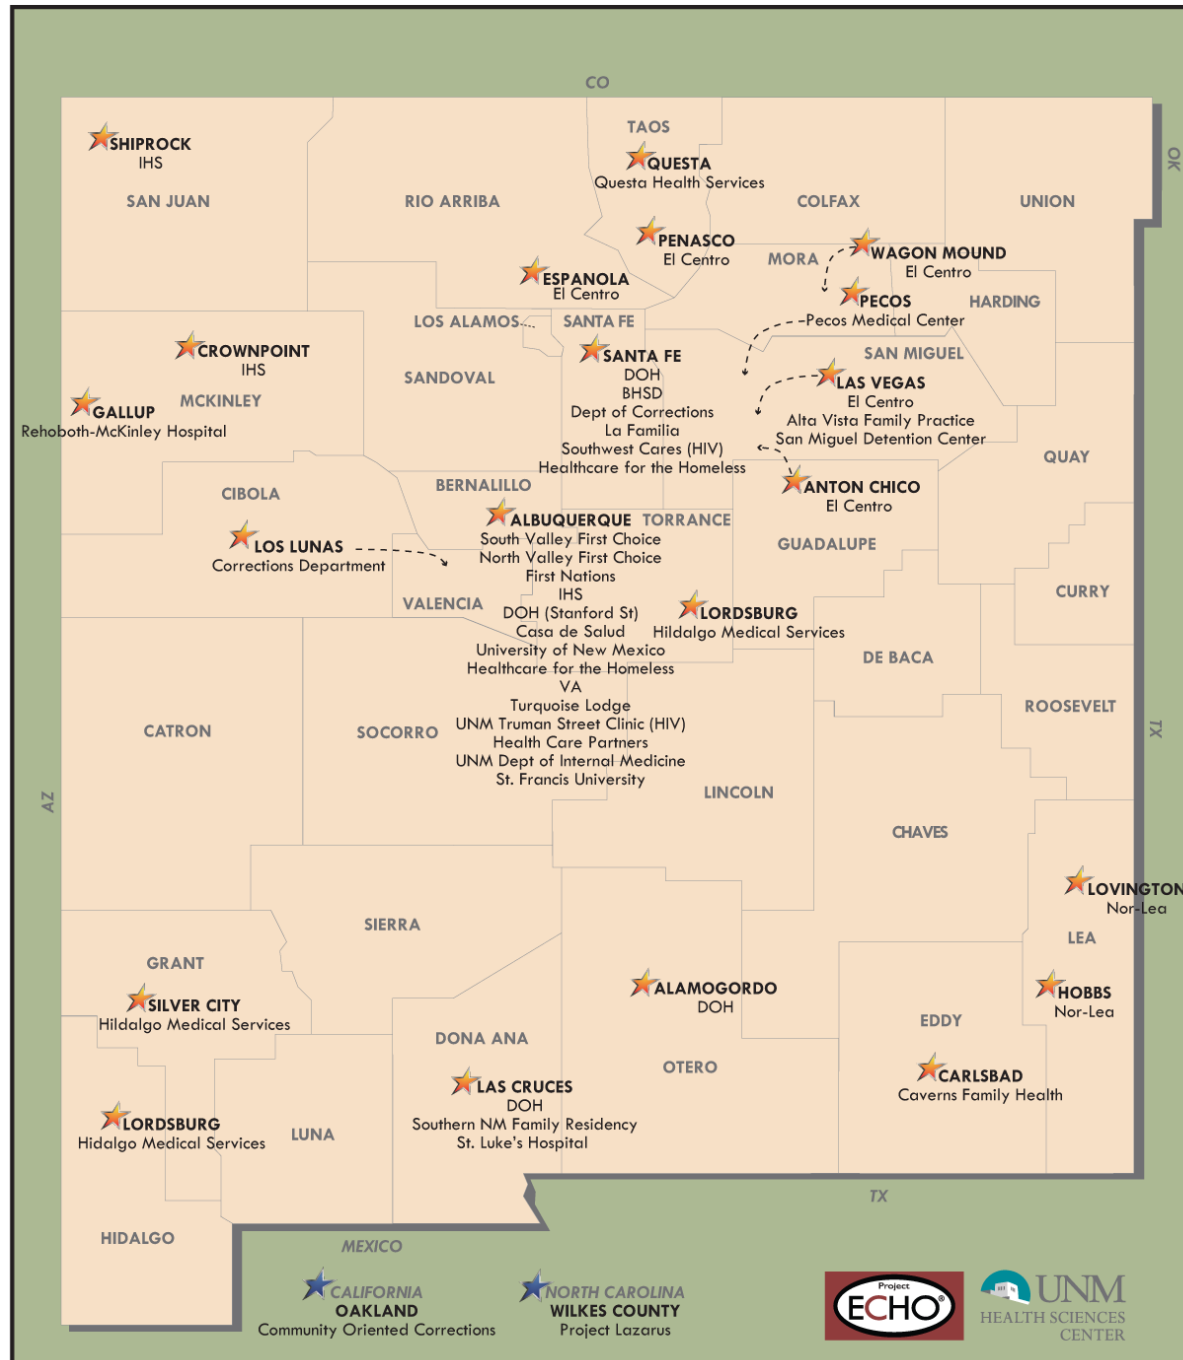 CO
OK
TAOS
SHIPROCK
IHS
QUESTA
Questa Health Services
SAN JUAN
RIO ARRIBA
COLFAX
UNION
PENASCO
El Centro
WAGON MOUND
El Centro
MORA
ESPANOLA
El Centro
PECOS
Pecos Medical Center
HARDING
LOS ALAMOS
SANTA FE
CROWNPOINT
IHS
SANTA FE
DOH
BHSD
Dept of Corrections
La Familia
Southwest Cares (HIV)
Healthcare for the Homeless
SAN MIGUEL
SANDOVAL
LAS VEGAS
El Centro
Alta Vista Family Practice
San Miguel Detention Center
MCKINLEY
GALLUP
Rehoboth-McKinley Hospital
QUAY
CIBOLA
BERNALILLO
ANTON CHICO
El Centro
ALBUQUERQUE
South Valley First Choice
North Valley First Choice
First Nations
IHS
DOH (Stanford St)
Casa de Salud
University of New Mexico
Healthcare for the Homeless
VA
Turquoise Lodge
UNM Truman Street Clinic (HIV)
Health Care Partners
UNM Dept of Internal Medicine
St. Francis University
TORRANCE
GUADALUPE
LOS LUNAS
Corrections Department
VALENCIA
CURRY
LORDSBURG
Hildalgo Medical Services
DE BACA
ROOSEVELT
TX
CATRON
SOCORRO
AZ
LINCOLN
CHAVES
LOVINGTON
Nor-Lea
SIERRA
LEA
GRANT
SILVER CITY
Hildalgo Medical Services
ALAMOGORDO
DOH
HOBBS
Nor-Lea
EDDY
DONA ANA
OTERO
CARLSBAD
Caverns Family Health
LAS CRUCES
DOH
Southern NM Family Residency
St. Luke's Hospital
LORDSBURG
Hidalgo Medical Services
LUNA
TX
HIDALGO
MEXICO
CALIFORNIA
OAKLAND
Community Oriented Corrections
NORTH CAROLINA
WILKES COUNTY
Project Lazarus
Project
ECHO®
UNM
HEALTH SCIENCES
CENTER